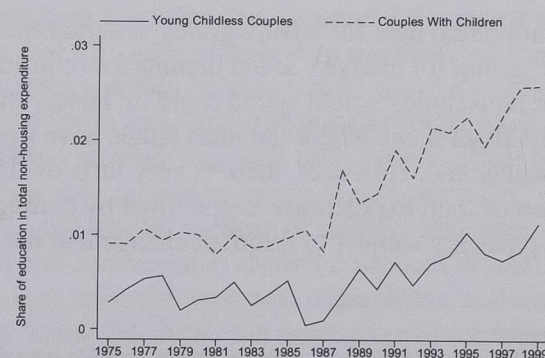 Young Childless Couples Couples With Children
Share of education in total non-housing expenditure
.03
.02
.01
0
1975 1977 1979 1981 1983 1985 1987 1989 1991 1993 1995 1997 1999